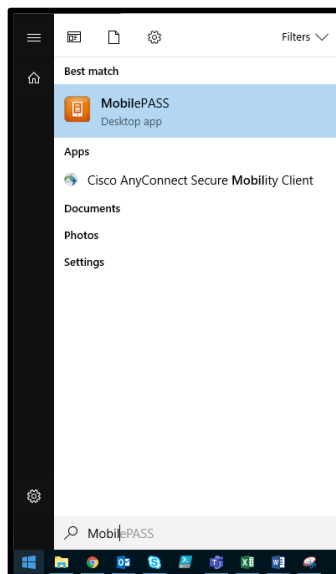 Filters
Best match
MobilePASS
Desktop app
Apps
Cisco AnyConnect Secure Mobility Client
Documents
Photos
Settings
MobilePASS